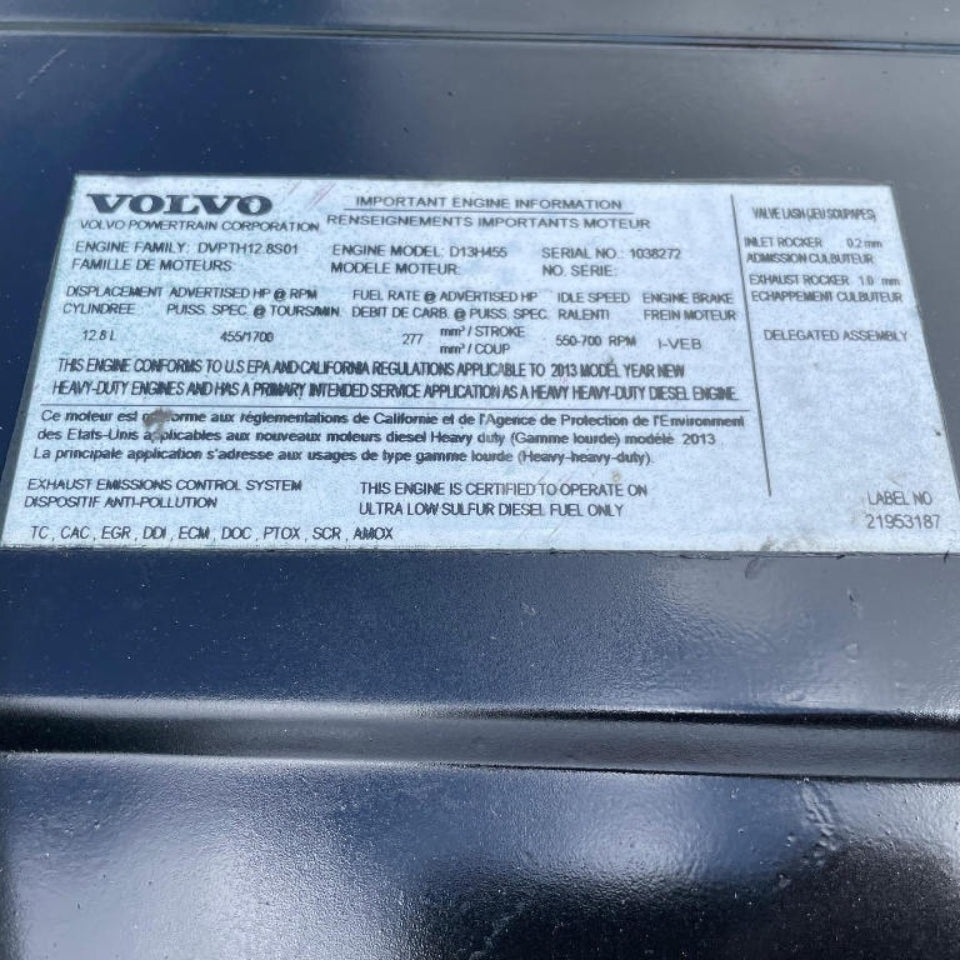 VOLVO
VOLVO POWERTRAIN CORPORATION
IMPORTANT ENGINE INFORMATION
RENSEIGNEMENTS IMPORTANTS MOTEUR
ENGINE FAMILY: DVPTH12.8S01
FAMILLE DE MOTEURS:
ENGINE MODEL: D13H455
MODELE MOTEUR:
SERIAL NO.: 1038272
NO. SERIE:
DISPLACEMENT
CYLINDREE
12.8 L
ADVERTISED HP @ RPM
PUISS. SPEC. @ TOURS/MIN.
455/1700
FUEL RATE @ ADVERTISED HP
DEBIT DE CARB. @ PUISS. SPEC.
277 mm³ / STROKE
mm³ / COUP
IDLE SPEED
RALENTI
550-700 RPM
ENGINE BRAKE
FREIN MOTEUR
I-VEB
THIS ENGINE CONFORMS TO U.S EPA AND CALIFORNIA REGULATIONS APPLICABLE TO 2013 MODEL YEAR NEW
HEAVY-DUTY ENGINES AND HAS A PRIMARY INTENDED SERVICE APPLICATION AS A HEAVY HEAVY-DUTY DIESEL ENGINE.
Ce moteur est conforme aux réglementations de Californie et de l'Agence de Protection de l'Environnment
des Etats-Unis applicables aux nouveaux moteurs diesel Heavy duty (Gamme lourde) modèle 2013
La principale application s'adresse aux usages de type gamme lourde (Heavy-heavy-duty).
EXHAUST EMISSIONS CONTROL SYSTEM
DISPOSITIF ANTI-POLLUTION
TC, CAC, EGR, DDI, ECM, DOC, PTOX, SCR, AMOX
THIS ENGINE IS CERTIFIED TO OPERATE ON
ULTRA LOW SULFUR DIESEL FUEL ONLY
VALVE LASH (JEU SOUPAPES)
INLET ROCKER 0.2 mm
ADMISSION CULBUTEUR
EXHAUST ROCKER 1.0 mm
ECHAPPEMENT CULBUTEUR
DELEGATED ASSEMBLY
LABEL NO
21953187